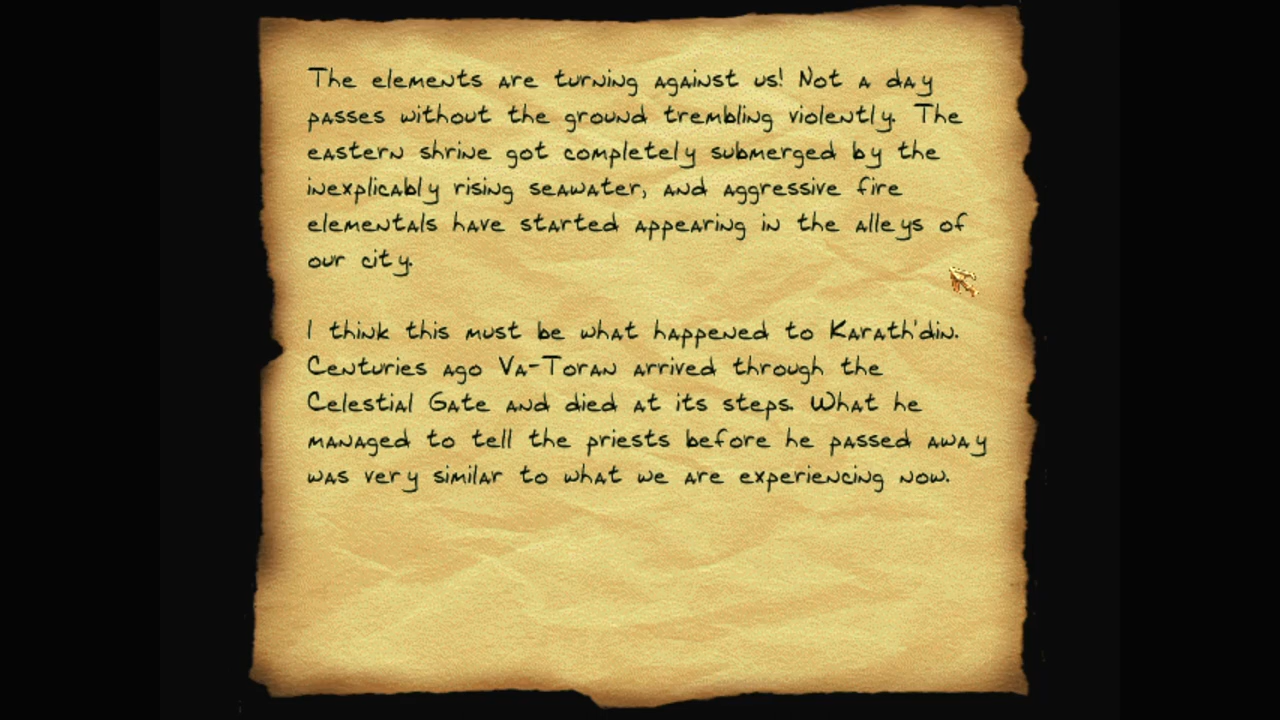 The elements are turning against us! Not a day
passes without the ground trembling violently. The
eastern shrine got completely submerged by the
inexplicably rising seawater, and aggressive fire
elementals have started appearing in the alleys of
our city.
I think this must be what happened to Karath'din.
Centuries ago Va-Toran arrived through the
Celestial Gate and died at its steps. What he
managed to tell the priests before he passed away
was very similar to what we are experiencing now.